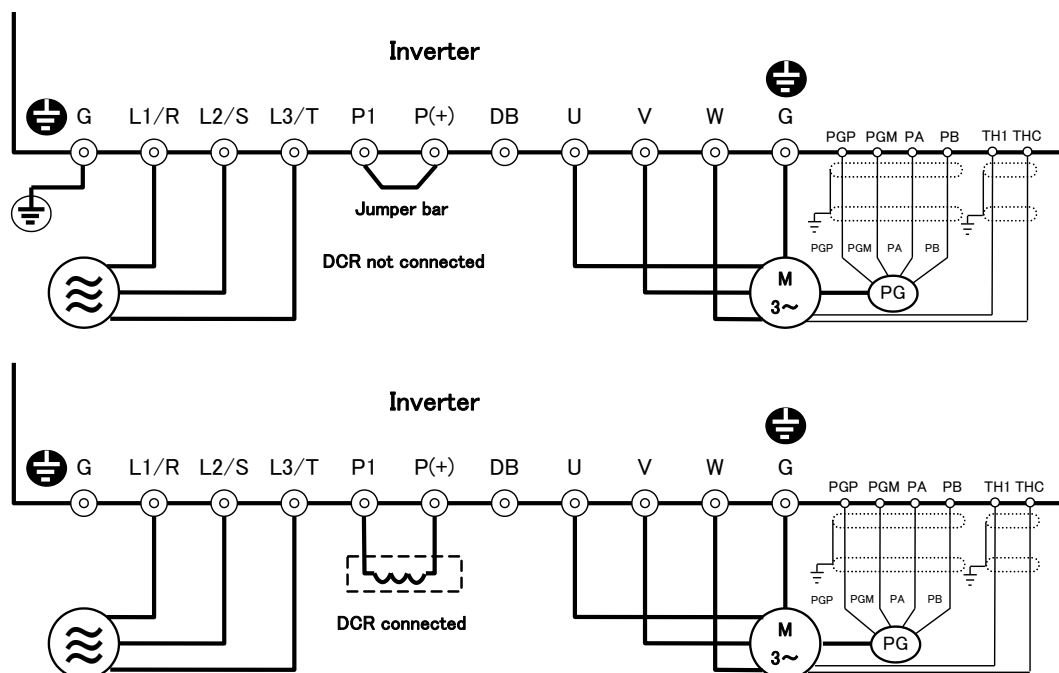 Inverter
G L1/R L2/S L3/T P1 P(+) DB U V W G
PGP PGM PA PB TH1 THC
Jumper bar
DCR not connected
PGP PGM PA PB
M
3~
PG
Inverter
G L1/R L2/S L3/T P1 P(+) DB U V W G
PGP PGM PA PB TH1 THC
PGP PGM PA PB
DCR connected
M
3~
PG